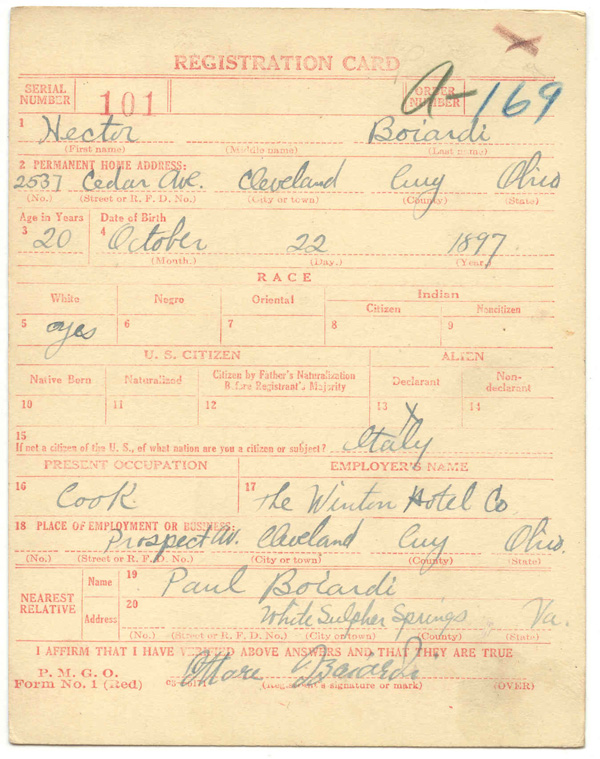 REGISTRATION CARD
SERIAL NUMBER 101 ORDER NUMBER A-169
1 Hector Boiardi
(First name) (Middle name) (Last name)
2 PERMANENT HOME ADDRESS:
2537 Cedar Ave. Cleveland Cuy Ohio
(No.) (Street or R. F. D. No.) (City or town) (County) (State)
Age in Years Date of Birth
3 20 4 October 22 1897
(Month.) (Day.) (Year)
RACE
White Negro Oriental Indian
Citizen Noncitizen
5 yes 6 7 8 9
U. S. CITIZEN ALIEN
Native Born Naturalized Citizen by Father's Naturalization Before Registrant's Majority Declarant Non-declarant
10 11 12 13 X 14
15
If not a citizen of the U. S., of what nation are you a citizen or subject? Italy
PRESENT OCCUPATION EMPLOYER'S NAME
16 Cook 17 The Winton Hotel Co
18 PLACE OF EMPLOYMENT OR BUSINESS:
Prospect Av. Cleveland Cuy Ohio.
(No.) (Street or R. F. D. No.) (City or town) (County) (State)
NEAREST RELATIVE Name 19 Paul Boiardi
Address 20 White Sulpher Springs Va.
(No.) (Street or R. F. D. No.) (City or town) (County) (State)
I AFFIRM THAT I HAVE VERIFIED ABOVE ANSWERS AND THAT THEY ARE TRUE
P. M. G. O.
Form No. 1 (Red) Boiardi
(Registrant's signature or mark) (OVER)